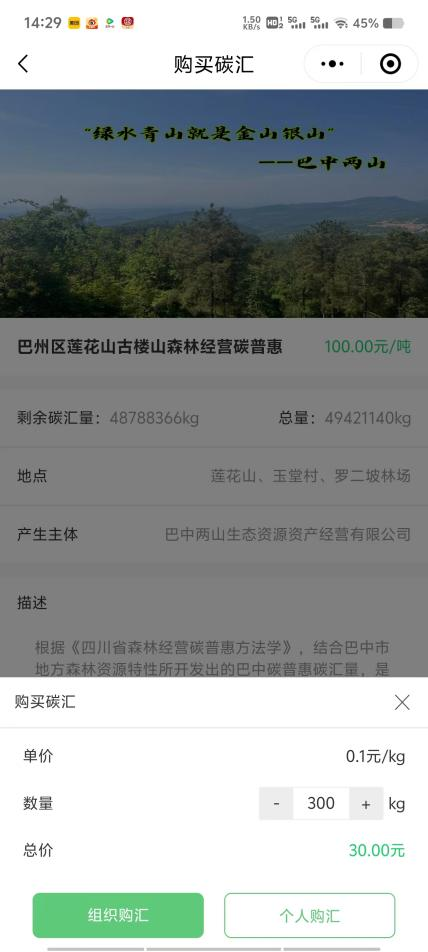 14:29
1.50 KB/s HD 1 2 5G 5G 45%
购买碳汇
“绿水青山就是金山银山”
——巴中两山
巴州区莲花山古楼山森林经营碳普惠 100.00元/吨
剩余碳汇量：48788366kg 总量：49421140kg
地点 莲花山、玉堂村、罗二坡林场
产生主体 巴中两山生态资源资产经营有限公司
描述
根据《四川省森林经营碳普惠方法学》，结合巴中市
地方森林资源特性所开发出的巴中碳普惠碳汇量，是
购买碳汇
单价 0.1元/kg
数量 - 300 + kg
总价 30.00元
组织购汇 个人购汇